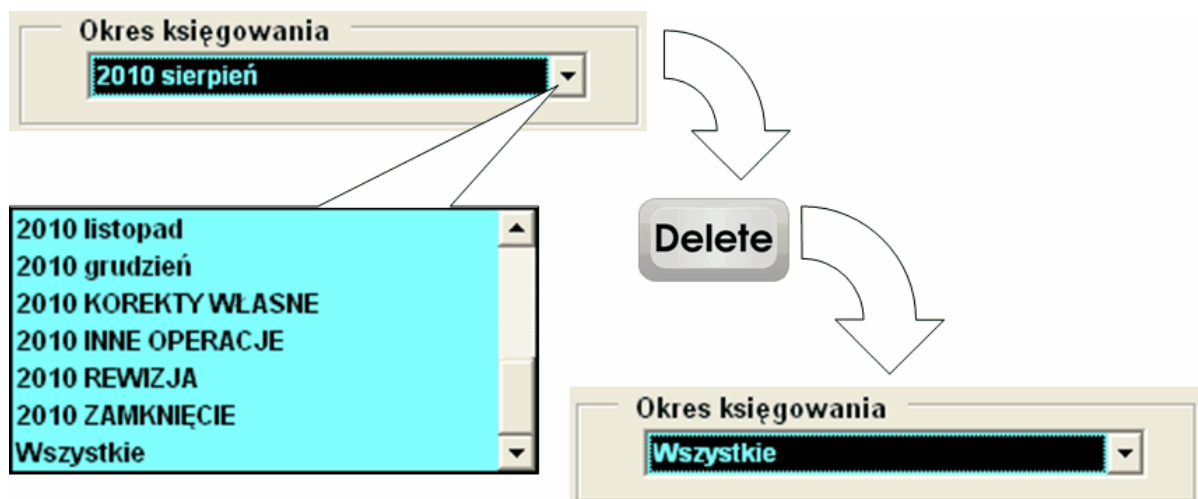 Okres księgowania
2010 sierpień
2010 listopad
2010 grudzień
2010 KOREKTY WŁASNE
2010 INNE OPERACJE
2010 REWIZJA
2010 ZAMKNIĘCIE
Wszystkie
Delete
Okres księgowania
Wszystkie